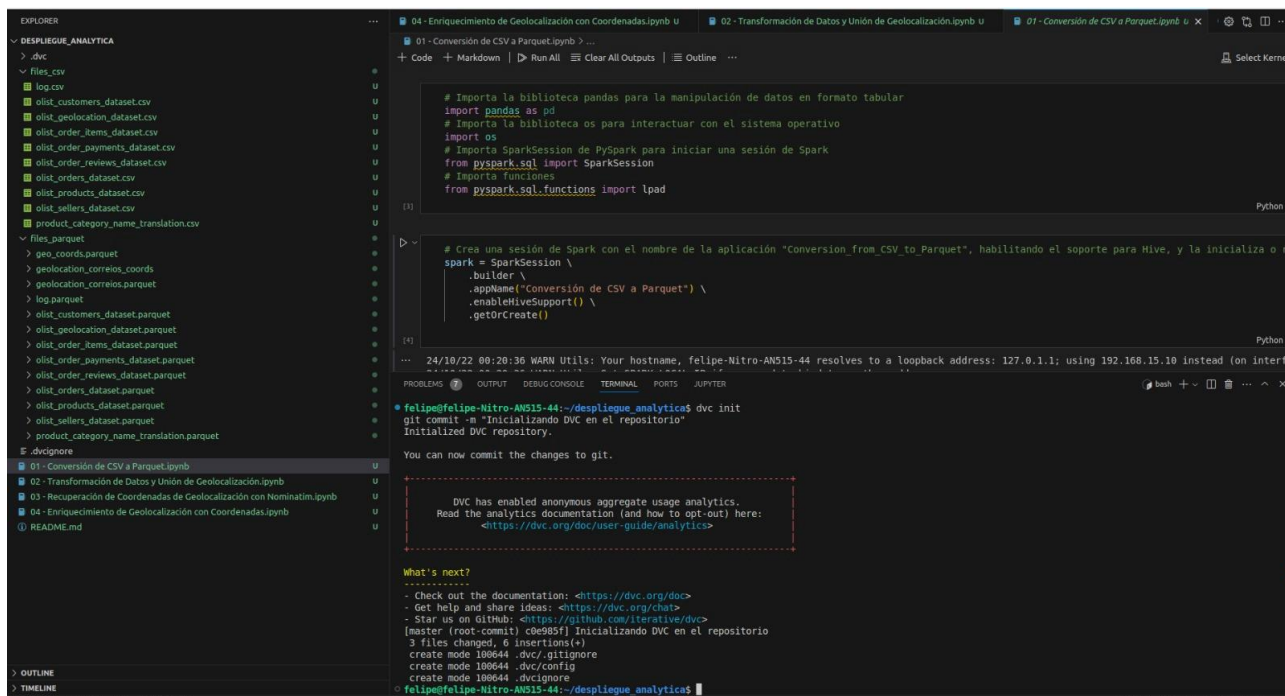 EXPLORER
DESPLIEGUE_ANALYTICA
.dvc
files_csv
log.csv U
olist_customers_dataset.csv U
olist_geolocation_dataset.csv U
olist_order_items_dataset.csv U
olist_order_payments_dataset.csv U
olist_order_reviews_dataset.csv U
olist_orders_dataset.csv U
olist_products_dataset.csv U
olist_sellers_dataset.csv U
product_category_name_translation.csv U
files_parquet
geo_coords.parquet
geolocation_correios_coords
geolocation_correios.parquet
log.parquet
olist_customers_dataset.parquet
olist_geolocation_dataset.parquet
olist_order_items_dataset.parquet
olist_order_payments_dataset.parquet
olist_order_reviews_dataset.parquet
olist_orders_dataset.parquet
olist_products_dataset.parquet
olist_sellers_dataset.parquet
product_category_name_translation.parquet
.dvcignore
01 - Conversión de CSV a Parquet.ipynb U
02 - Transformación de Datos y Unión de Geolocalización.ipynb U
03 - Recuperación de Coordenadas de Geolocalización con Nominatim.ipynb U
04 - Enriquecimiento de Geolocalización con Coordenadas.ipynb U
README.md U
OUTLINE
TIMELINE
04 - Enriquecimiento de Geolocalización con Coordenadas.ipynb U 02 - Transformación de Datos y Unión de Geolocalización.ipynb U 01 - Conversión de CSV a Parquet.ipynb U
01 - Conversión de CSV a Parquet.ipynb > ...
+ Code + Markdown | Run All Clear All Outputs | Outline ... Select Kerne
# Importa la biblioteca pandas para la manipulación de datos en formato tabular
import pandas as pd
# Importa la biblioteca os para interactuar con el sistema operativo
import os
# Importa SparkSession de PySpark para iniciar una sesión de Spark
from pyspark.sql import SparkSession
# Importa funciones
from pyspark.sql.functions import lpad
[3] Python
# Crea una sesión de Spark con el nombre de la aplicación "Conversion_from_CSV_to_Parquet", habilitando el soporte para Hive, y la inicializa o
spark = SparkSession \
.builder \
.appName("Conversión de CSV a Parquet") \
.enableHiveSupport() \
.getOrCreate()
[4] Python
... 24/10/22 00:20:36 WARN Utils: Your hostname, felipe-Nitro-AN515-44 resolves to a loopback address: 127.0.1.1; using 192.168.15.10 instead (on interf
PROBLEMS 7 OUTPUT DEBUG CONSOLE TERMINAL PORTS JUPYTER bash
felipe@felipe-Nitro-AN515-44:~/despliegue_analytica$ dvc init
git commit -m "Inicializando DVC en el repositorio"
Initialized DVC repository.
You can now commit the changes to git.
DVC has enabled anonymous aggregate usage analytics.
Read the analytics documentation (and how to opt-out) here:
<https://dvc.org/doc/user-guide/analytics>
What's next?
------------
- Check out the documentation: <https://dvc.org/doc>
- Get help and share ideas: <https://dvc.org/chat>
- Star us on GitHub: <https://github.com/iterative/dvc>
[master (root-commit) c0e985f] Inicializando DVC en el repositorio
3 files changed, 6 insertions(+)
create mode 100644 .dvc/.gitignore
create mode 100644 .dvc/config
create mode 100644 .dvcignore
felipe@felipe-Nitro-AN515-44:~/despliegue_analytica$